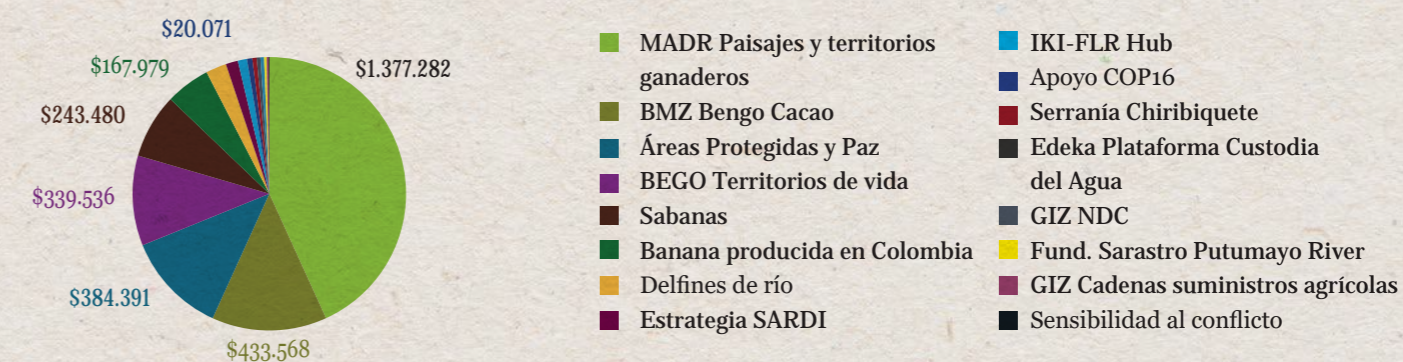 $20.071
$167.979
$1.377.282
$243.480
$339.536
$384.391
$433.568
MADR Paisajes y territorios
ganaderos
BMZ Bengo Cacao
Áreas Protegidas y Paz
BEGO Territorios de vida
Sabanas
Banana producida en Colombia
Delfines de río
Estrategia SARDI
IKI-FLR Hub
Apoyo COP16
Serranía Chiribiquete
Edeka Plataforma Custodia
del Agua
GIZ NDC
Fund. Sarastro Putumayo River
GIZ Cadenas suministros agrícolas
Sensibilidad al conflicto